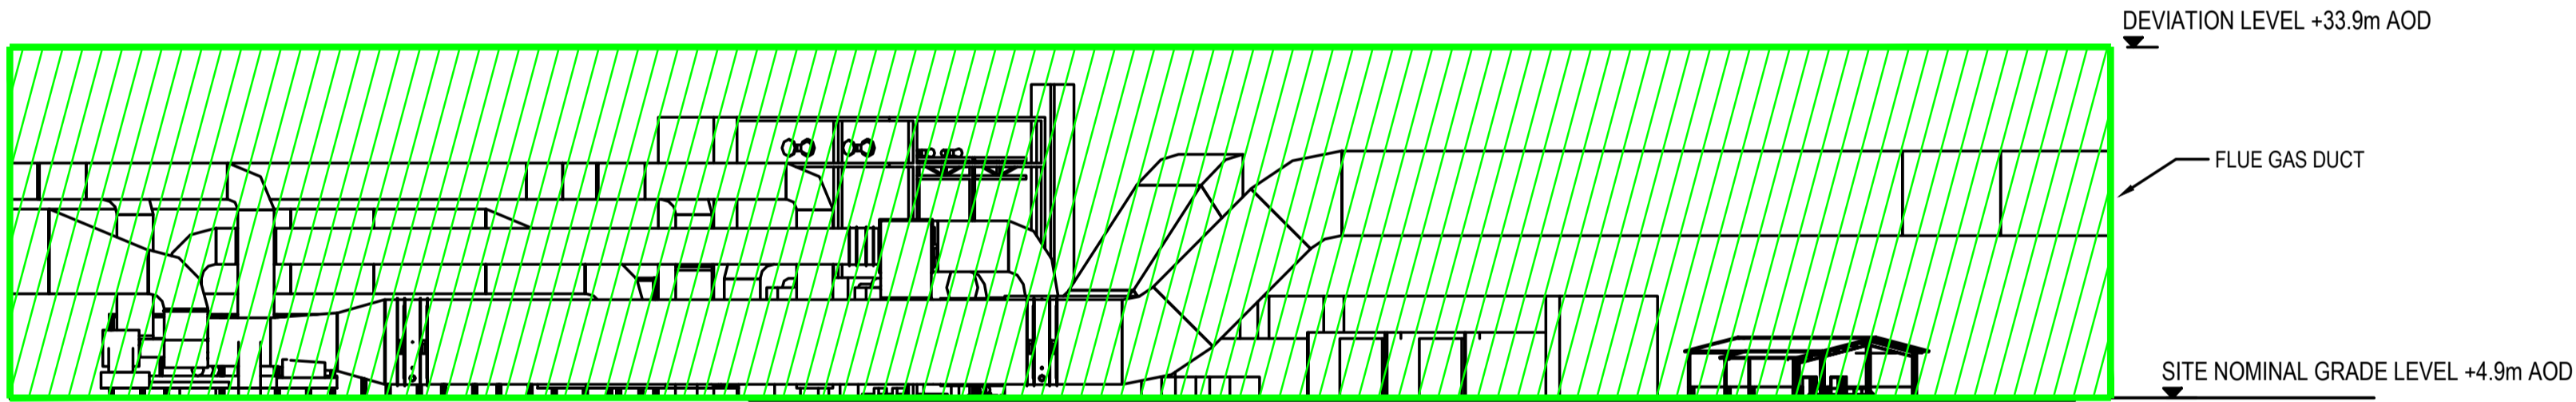 DEVIATION LEVEL +33.9m AOD
FLUE GAS DUCT
SITE NOMINAL GRADE LEVEL +4.9m AOD